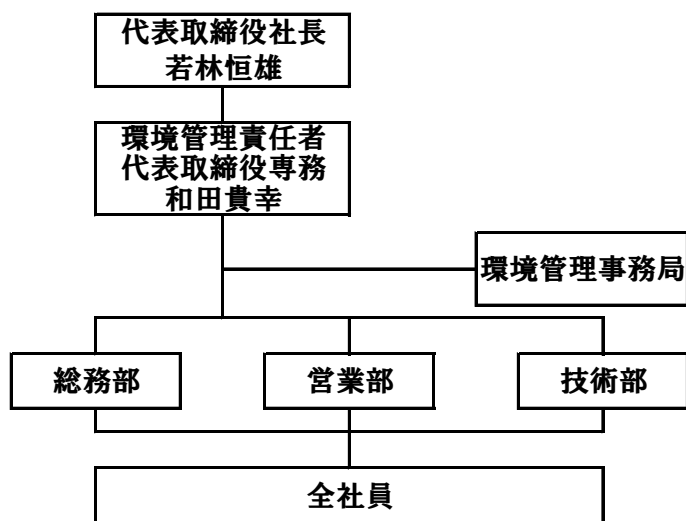 代表取締役社長
若林恒雄
環境管理責任者
代表取締役専務
和田貴幸
環境管理事務局
総務部
営業部
技術部
全社員